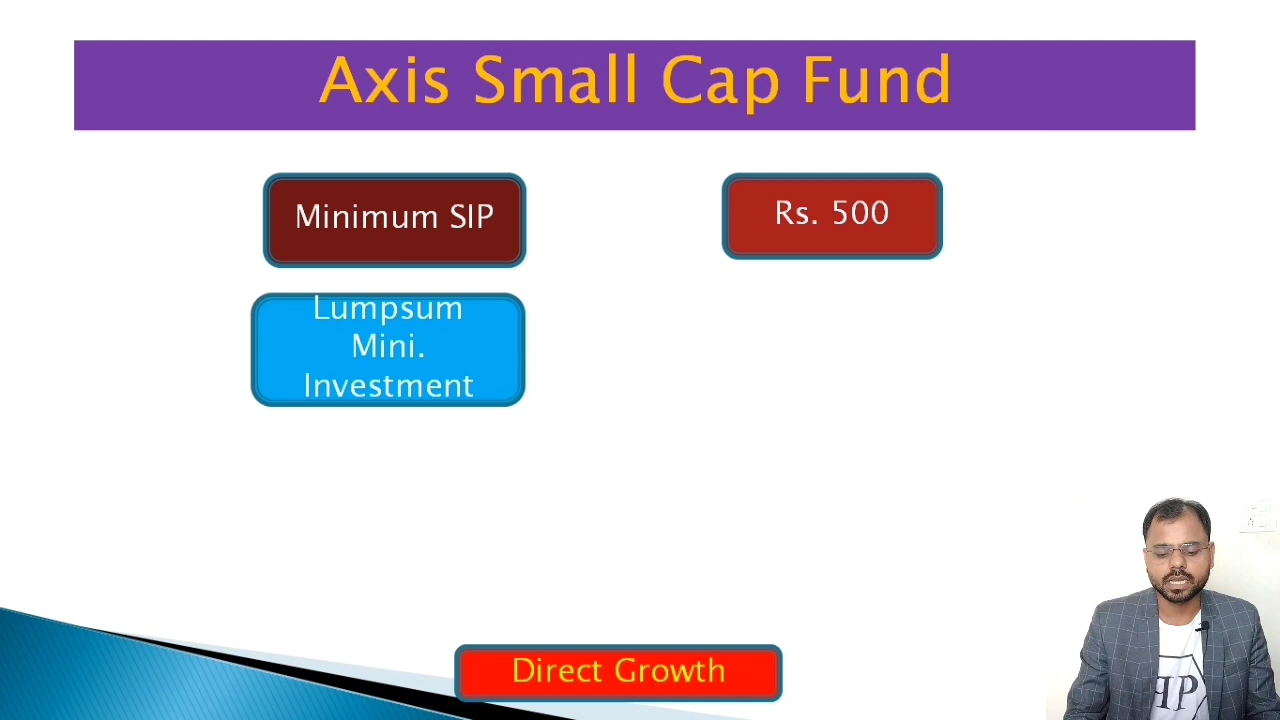 Axis Small Cap Fund
Minimum SIP
Rs. 500
Lumpsum
Mini.
Investment
Direct Growth